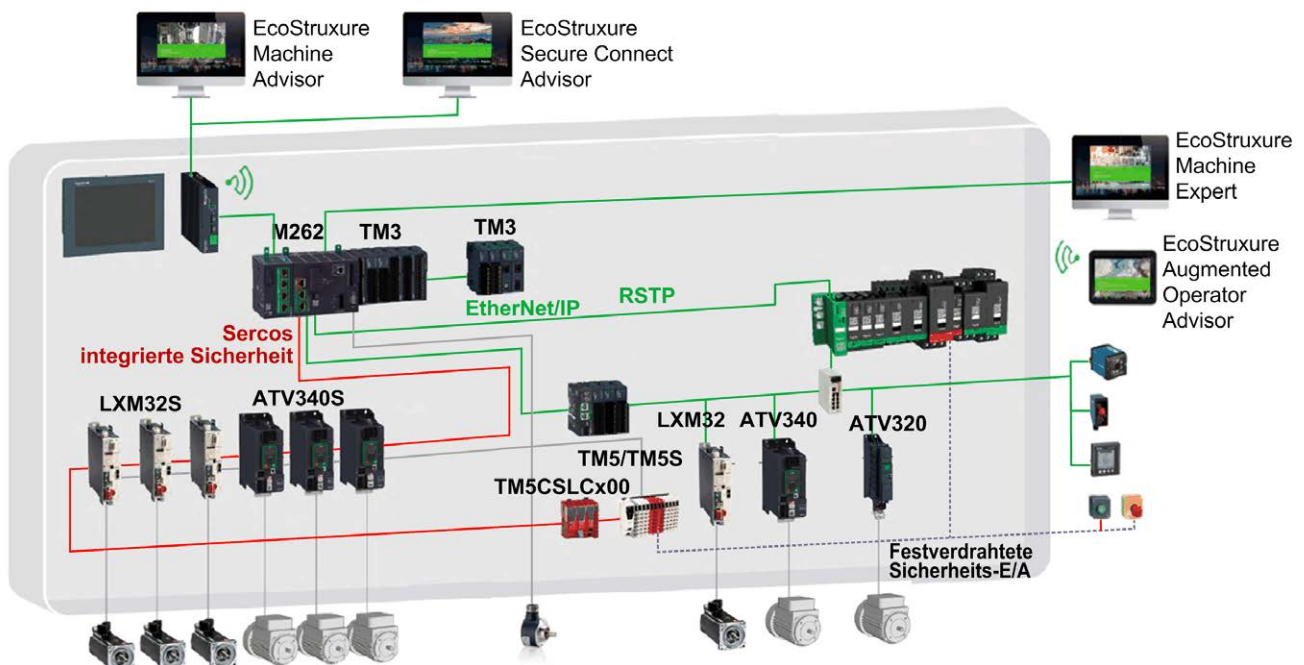 EcoStruxure
Machine
Advisor
EcoStruxure
Secure Connect
Advisor
EcoStruxure
Machine
Expert
M262
TM3
TM3
EcoStruxure
Augmented
Operator
Advisor
EtherNet/IP
RSTP
Sercos
integrierte Sicherheit
LXM32S
ATV340S
LXM32
ATV340
ATV320
TM5/TM5S
TM5CSLCx00
Festverdrahtete
Sicherheits-E/A